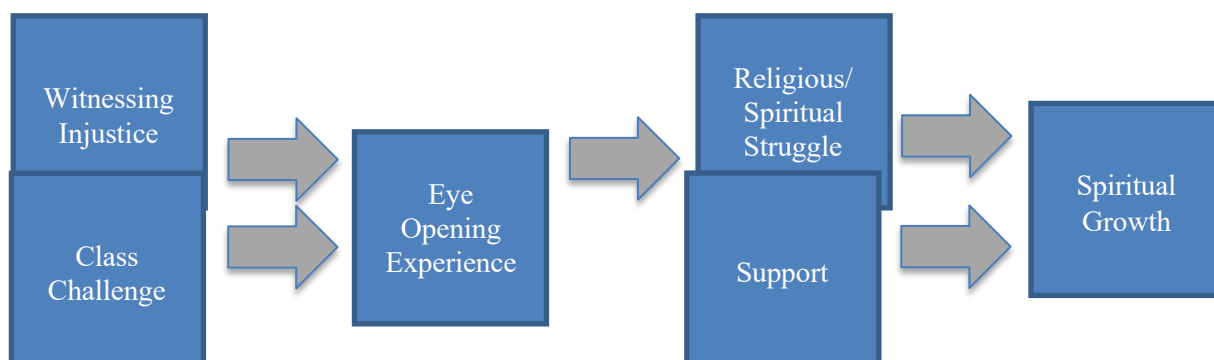 Witnessing
Injustice
Class
Challenge
Eye
Opening
Experience
Religious/
Spiritual
Struggle
Support
Spiritual
Growth